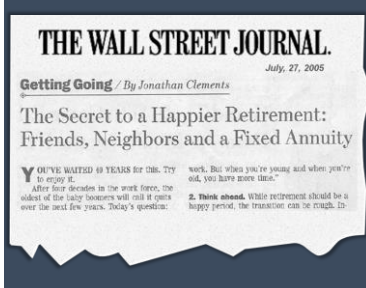 THE WALL STREET JOURNAL.
July, 27, 2005
Getting Going / By Jonathan Clements
The Secret to a Happier Retirement:
Friends, Neighbors and a Fixed Annuity
YOU'VE WAITED 40 YEARS for this. Try
to enjoy it.
After four decades in the work force, the
oldest of the baby boomers will call it quits
over the next few years. Today's question:
work. But when you're young and when you're
old, you have more time."
2. Think ahead. While retirement should be a
happy period, the transition can be rough. In-